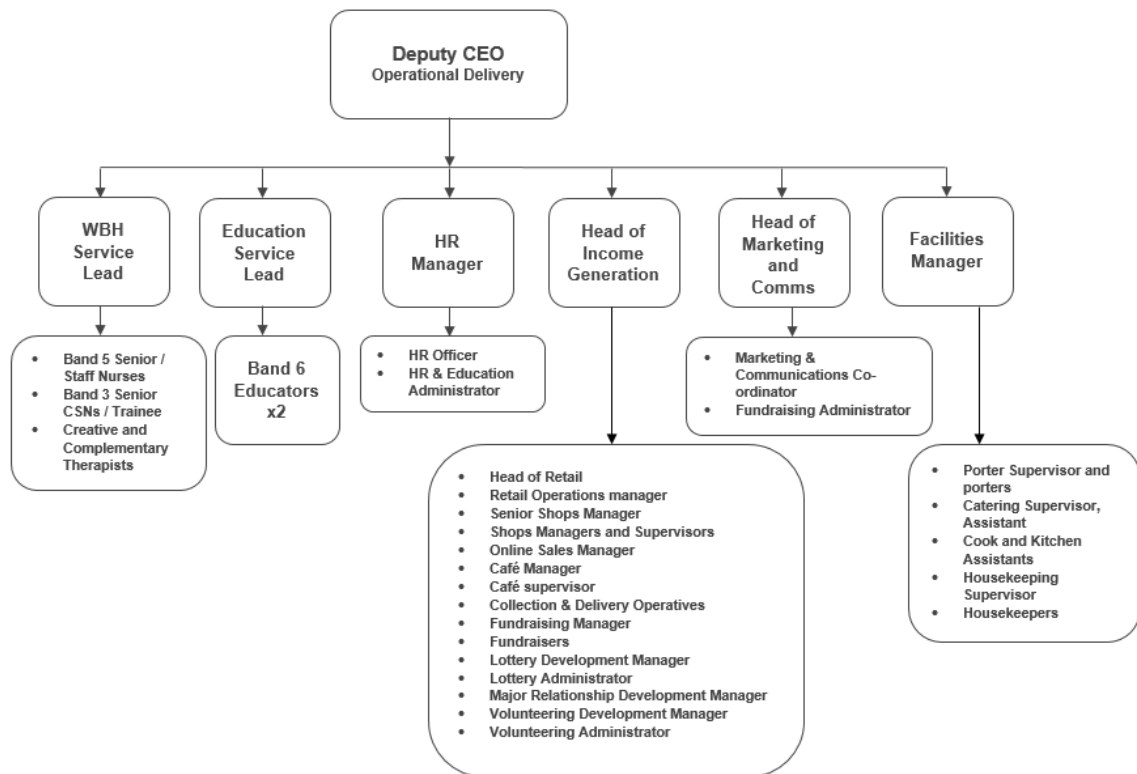 Deputy CEO
Operational Delivery
WBH
Service
Lead
Education
Service
Lead
HR
Manager
Head of
Income
Generation
Head of
Marketing
and
Comms
Facilities
Manager
• Band 5 Senior /
Staff Nurses
• Band 3 Senior
CSNs / Trainee
• Creative and
Complementary
Therapists
Band 6
Educators
x2
• HR Officer
• HR & Education
Administrator
• Marketing &
Communications Co-
ordinator
• Fundraising Administrator
• Head of Retail
• Retail Operations manager
• Senior Shops Manager
• Shops Managers and Supervisors
• Online Sales Manager
• Café Manager
• Café supervisor
• Collection & Delivery Operatives
• Fundraising Manager
• Fundraisers
• Lottery Development Manager
• Lottery Administrator
• Major Relationship Development Manager
• Volunteering Development Manager
• Volunteering Administrator
• Porter Supervisor and
porters
• Catering Supervisor,
Assistant
• Cook and Kitchen
Assistants
• Housekeeping
Supervisor
• Housekeepers